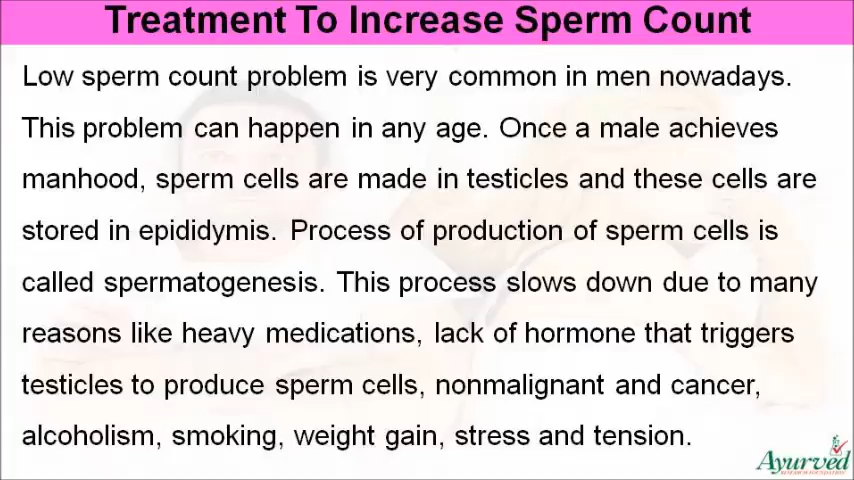 Treatment To Increase Sperm Count
Low sperm count problem is very common in men nowadays.
This problem can happen in any age. Once a male achieves
manhood, sperm cells are made in testicles and these cells are
stored in epididymis. Process of production of sperm cells is
called spermatogenesis. This process slows down due to many
reasons like heavy medications, lack of hormone that triggers
testicles to produce sperm cells, nonmalignant and cancer,
alcoholism, smoking, weight gain, stress and tension.
Ayurved